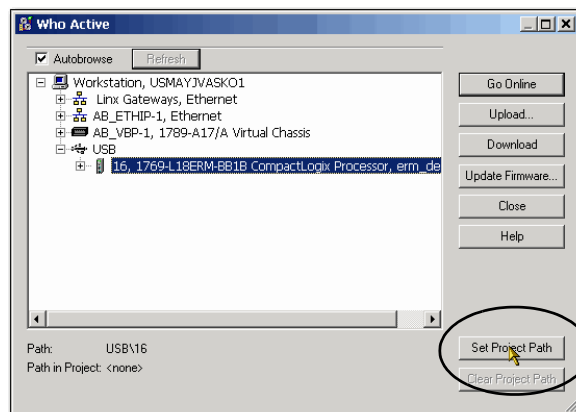 Who Active
Autobrowse
Refresh
Workstation, USMAYJVASKO1
Linx Gateways, Ethernet
AB_ETHIP-1, Ethernet
AB_VBP-1, 1789-A17/A Virtual Chassis
USB
16, 1769-L18ERM-BB1B CompactLogix Processor, erm_de
Go Online
Upload...
Download
Update Firmware...
Close
Help
Path: USB\16
Path in Project: <none>
Set Project Path
Clear Project Path